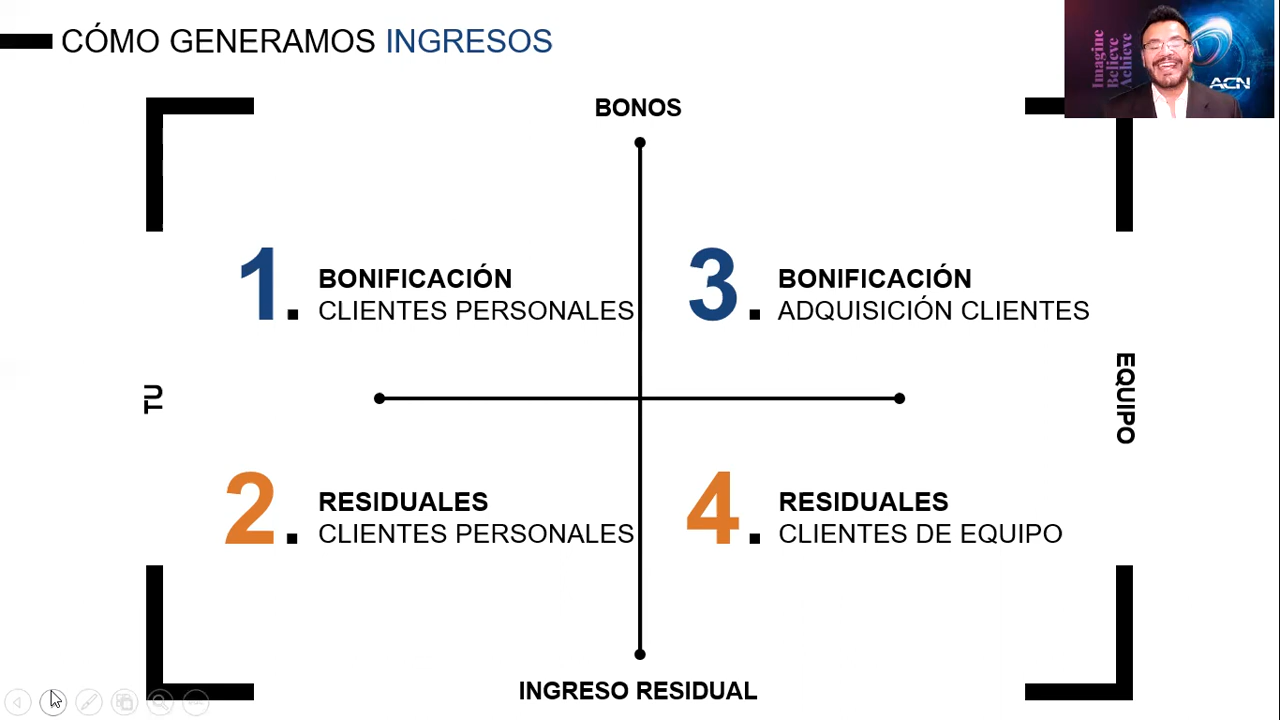 CÓMO GENERAMOS INGRESOS
Imagine
Believe
Achieve
ACN
BONOS
1. BONIFICACIÓN
CLIENTES PERSONALES
3. BONIFICACIÓN
ADQUISICIÓN CLIENTES
TU
EQUIPO
2. RESIDUALES
CLIENTES PERSONALES
4. RESIDUALES
CLIENTES DE EQUIPO
INGRESO RESIDUAL